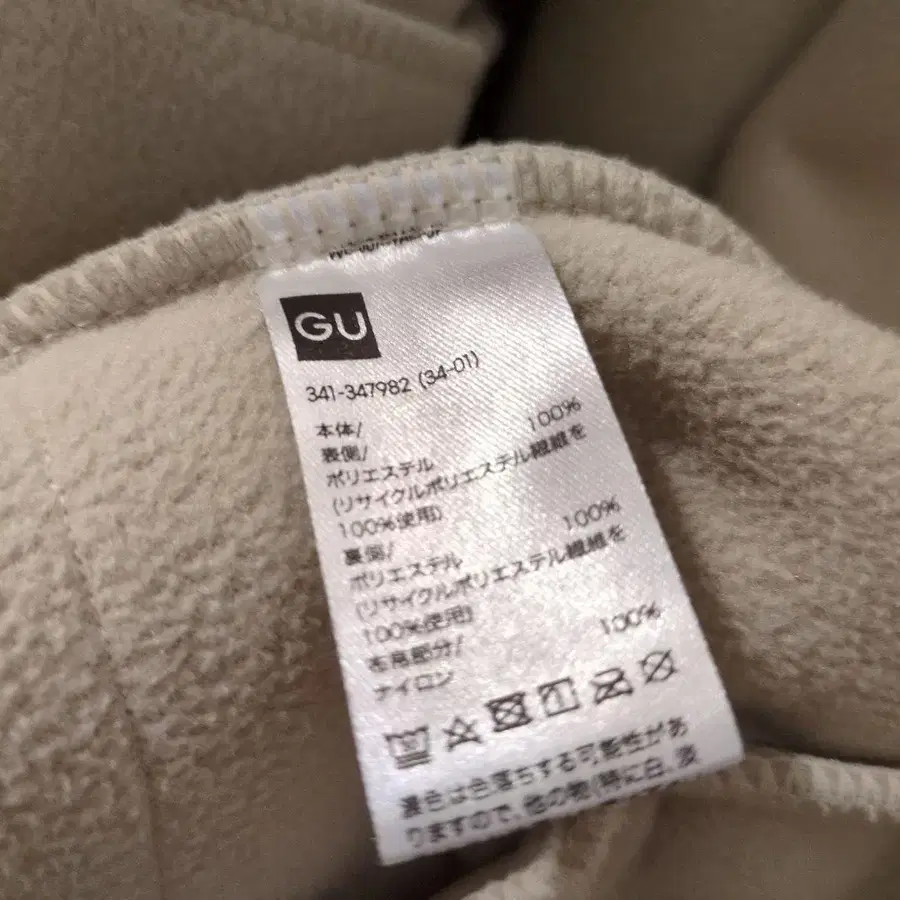 GU
341-347982 (34-01)
本体/
表側/ 100%
ポリエステル
(リサイクルポリエステル繊維を
100%使用)
裏側/ 100%
ポリエステル
(リサイクルポリエステル繊維を
100%使用)
布帛部分/ 100%
ナイロン
濃色は色落ちする可能性があ
りますので、他の物(特に白、淡